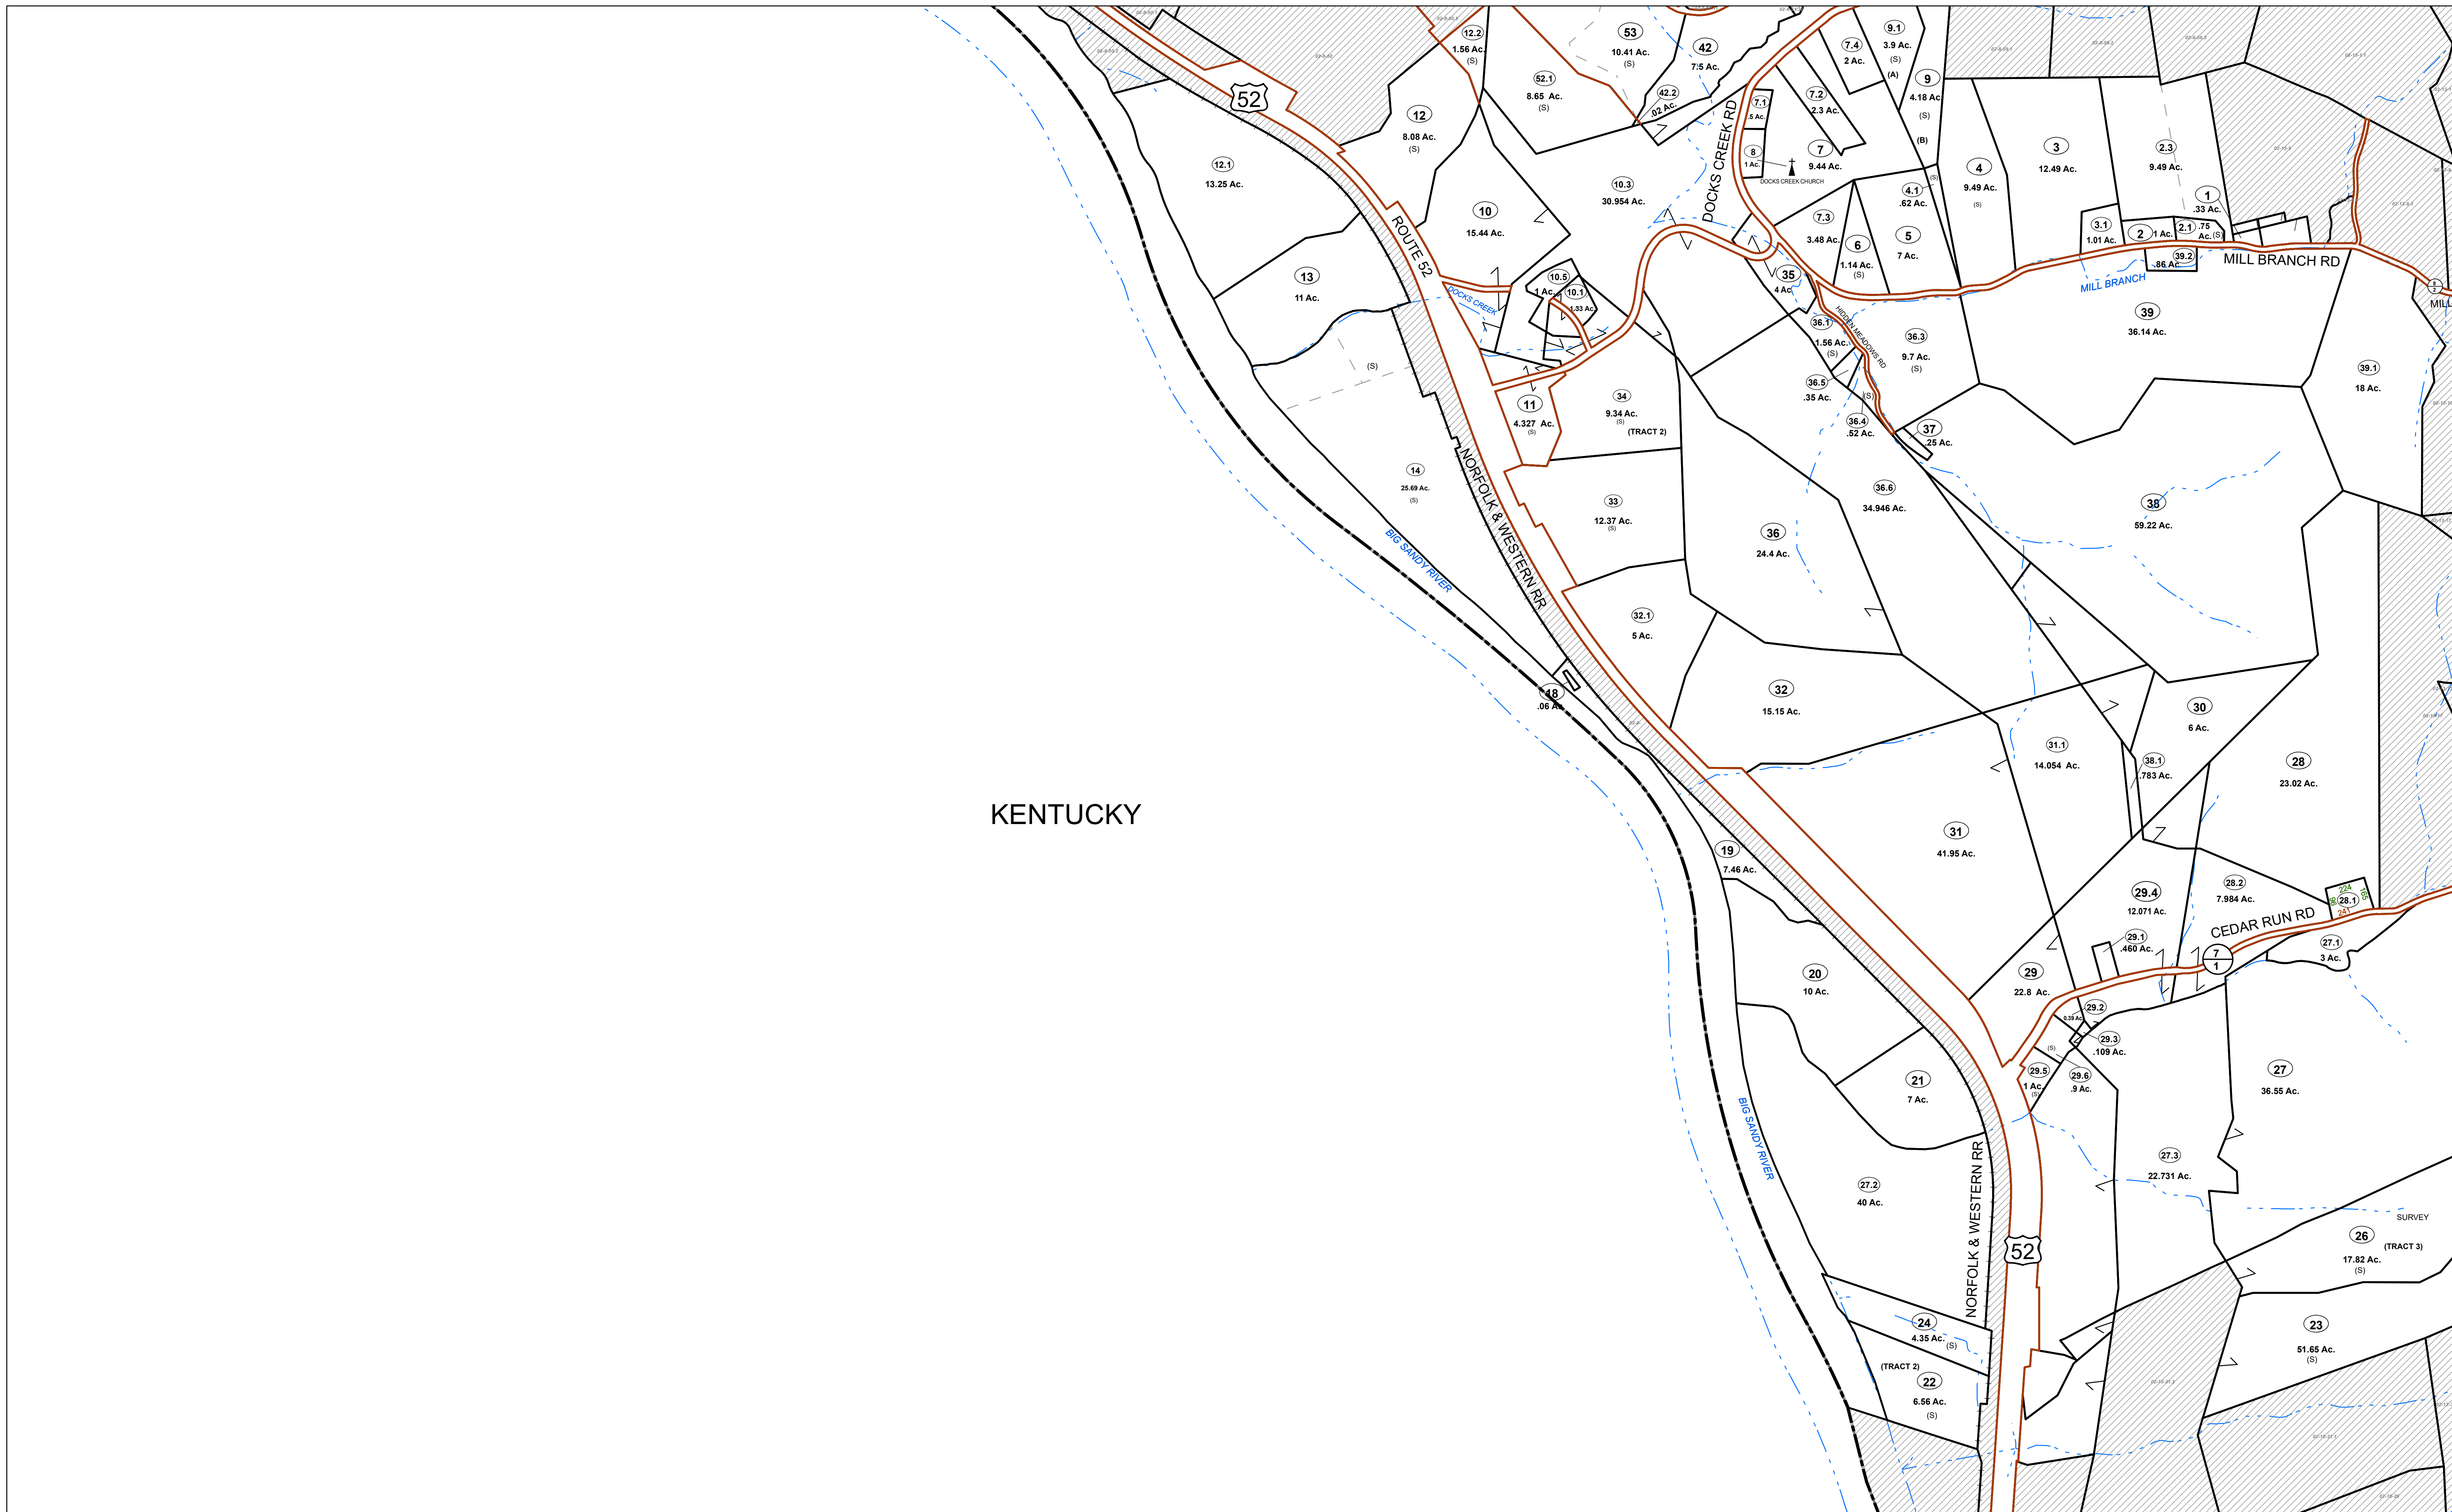 52
12.2
1.56 Ac.
(S)
53
10.41 Ac.
(S)
42
7.5 Ac.
7.4
2 Ac.
9.1
3.9 Ac.
(S)
(A)
52.1
8.65 Ac.
(S)
42.2
.02 Ac.
7.1
.5 Ac.
7.2
2.3 Ac.
9
4.18 Ac.
(S)
(B)
12
8.08 Ac.
(S)
12.1
13.25 Ac.
DOCKS CREEK RD
8
1 Ac.
7
9.44 Ac.
DOCKS CREEK CHURCH
4
9.49 Ac.
(S)
3
12.49 Ac.
2.3
9.49 Ac.
10.3
30.954 Ac.
4.1
.62 Ac.
(S)
1
.33 Ac.
10
15.44 Ac.
7.3
3.48 Ac.
6
1.14 Ac.
(S)
5
7 Ac.
3.1
1.01 Ac.
2
1 Ac.
2.1
.75
Ac.
(S)
39.2
.86 Ac.
MILL BRANCH RD
MILL BRANCH
8
2
MILL
ROUTE 52
13
11 Ac.
DOCKS CREEK
10.5
1 Ac.
10.1
1.33 Ac.
35
4 Ac.
36.1
1.56 Ac.
(S)
HIDDEN MEADOWS RD
36.3
9.7 Ac.
(S)
39
36.14 Ac.
39.1
18 Ac.
(S)
36.5
.35 Ac.
(S)
36.4
.52 Ac.
37
.25 Ac.
11
4.327 Ac.
(S)
34
9.34 Ac.
(S)
(TRACT 2)
14
25.69 Ac.
(S)
NORFOLK & WESTERN RR
BIG SANDY RIVER
33
12.37 Ac.
(S)
36
24.4 Ac.
36.6
34.946 Ac.
38
59.22 Ac.
32.1
5 Ac.
18
.06 Ac.
32
15.15 Ac.
30
6 Ac.
31.1
14.054 Ac.
38.1
.783 Ac.
28
23.02 Ac.
KENTUCKY
31
41.95 Ac.
19
7.46 Ac.
29.4
12.071 Ac.
28.2
7.984 Ac.
224
165
98
28.1
241
CEDAR RUN RD
29.1
.460 Ac.
7
1
27.1
3 Ac.
20
10 Ac.
29
22.8 Ac.
29.2
0.39 Ac.
29.3
.109 Ac.
(S)
29.5
1 Ac.
(S)
29.6
.9 Ac.
21
7 Ac.
27
36.55 Ac.
BIG SANDY RIVER
27.3
22.731 Ac.
27.2
40 Ac.
NORFOLK & WESTERN RR
52
SURVEY
26
(TRACT 3)
17.82 Ac.
(S)
24
4.35 Ac.
(S)
23
51.65 Ac.
(S)
(TRACT 2)
22
6.56 Ac.
(S)